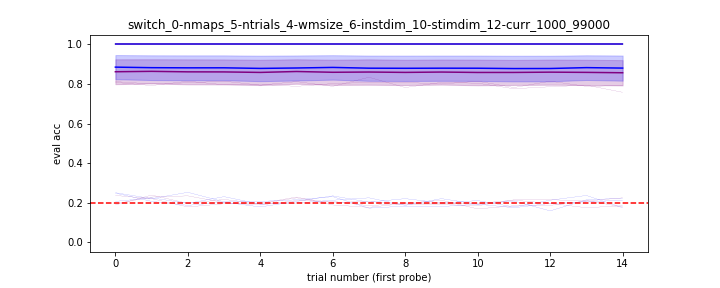 switch_0-nmaps_5-ntrials_4-wmsize_6-instdim_10-stimdim_12-curr_1000_99000
1.0
0.8
0.6
0.4
0.2
0.0
eval acc
0 2 4 6 8 10 12 14
trial number (first probe)